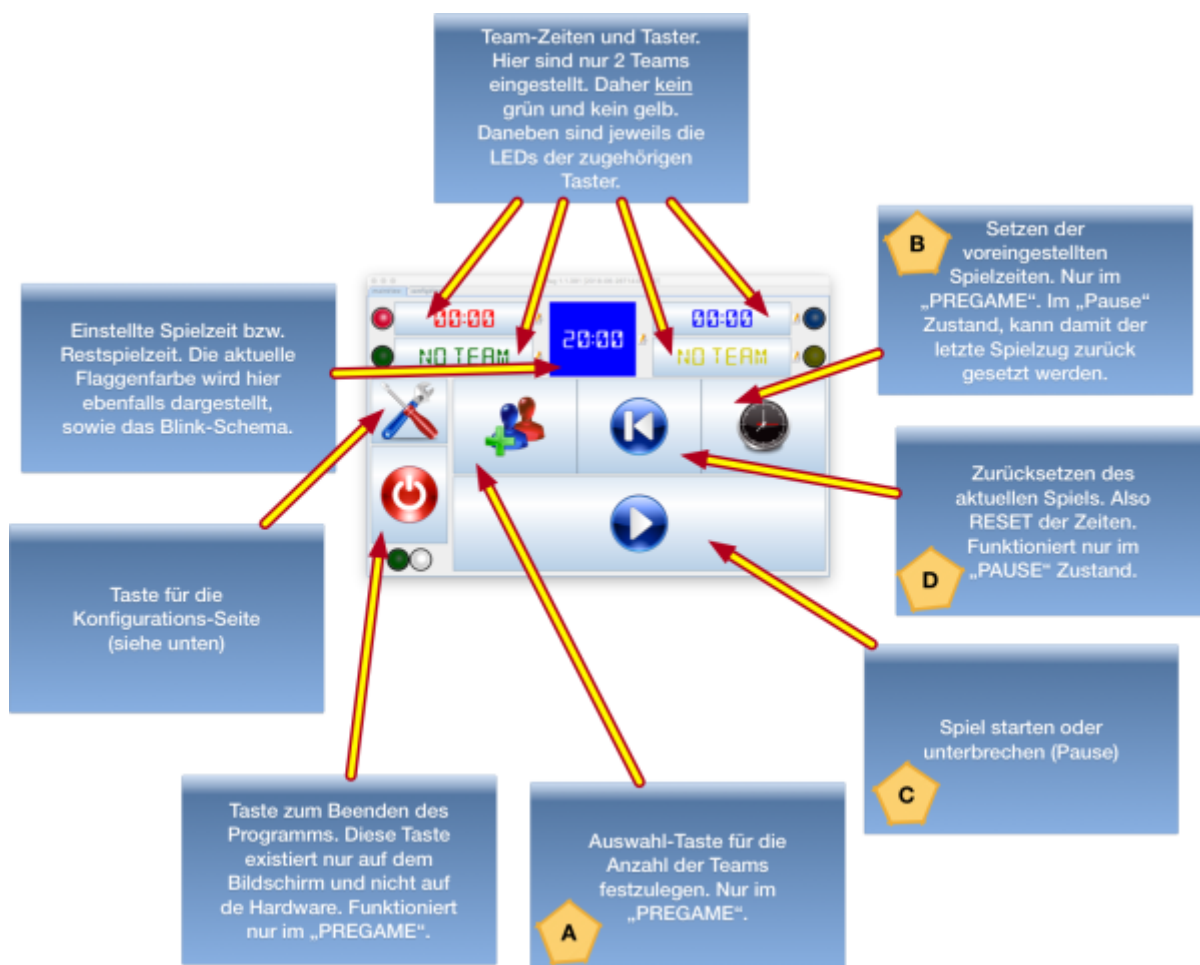 Team-Zeiten und Taster.
Hier sind nur 2 Teams
eingestellt. Daher kein
grün und kein gelb.
Daneben sind jeweils die
LEDs der zugehörigen
Taster.
B
Setzen der
voreingestellten
Spielzeiten. Nur im
„PREGAME“. Im „Pause“
Zustand, kann damit der
letzte Spielzug zurück
gesetzt werden.
Einstellte Spielzeit bzw.
Restspielzeit. Die aktuelle
Flaggenfarbe wird hier
ebenfalls dargestellt,
sowie das Blink-Schema.
00:00
20:00
00:00
NO TEAM
NO TEAM
Zurücksetzen des
aktuellen Spiels. Also
RESET der Zeiten.
Funktioniert nur im
„PAUSE“ Zustand.
D
Taste für die
Konfigurations-Seite
(siehe unten)
Spiel starten oder
unterbrechen (Pause)
C
Taste zum Beenden des
Programms. Diese Taste
existiert nur auf dem
Bildschirm und nicht auf
de Hardware. Funktioniert
nur im „PREGAME“.
Auswahl-Taste für die
Anzahl der Teams
festzulegen. Nur im
„PREGAME“.
A